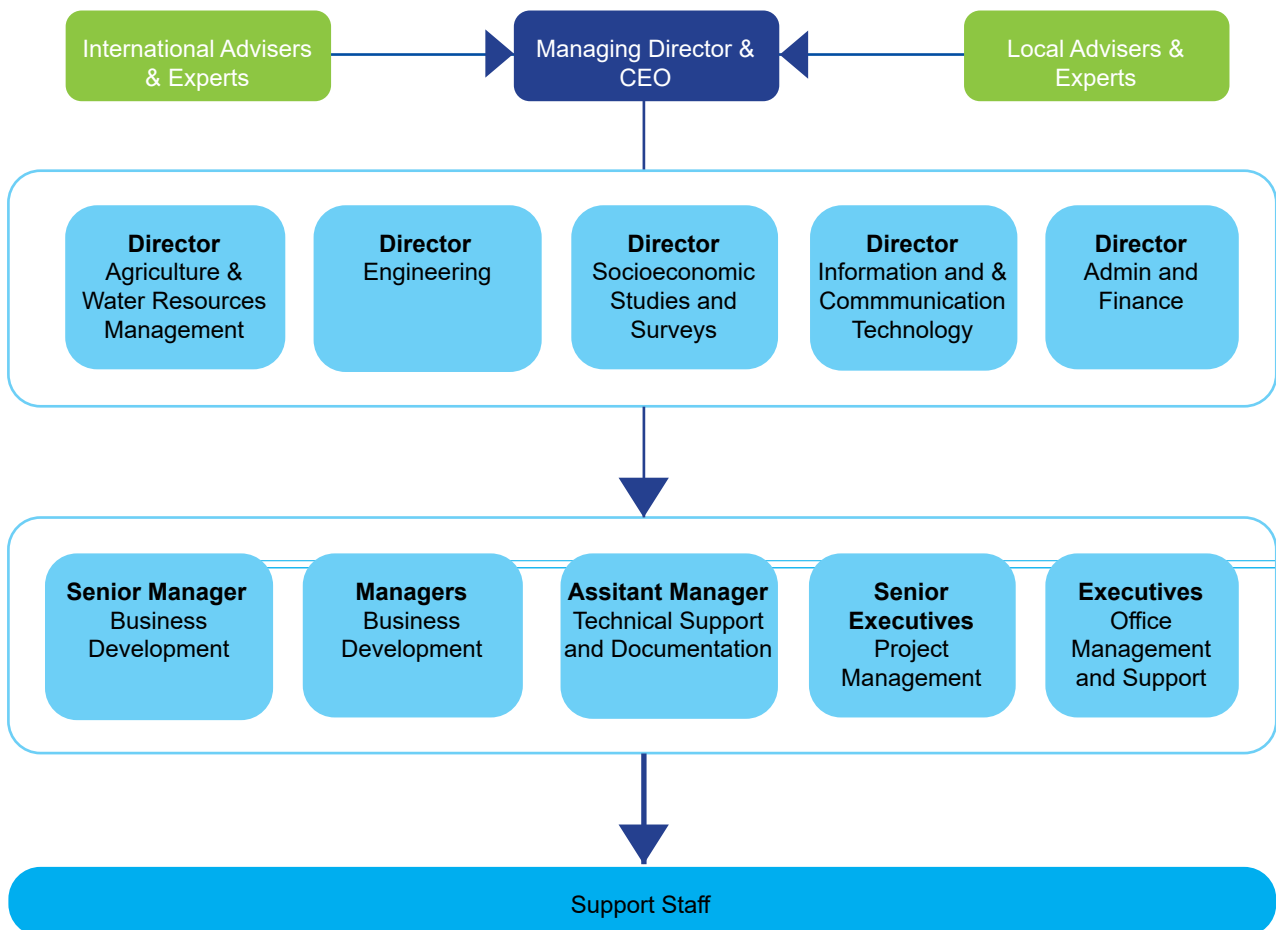 International Advisers
& Experts
Managing Director &
CEO
Local Advisers &
Experts
Director
Agriculture &
Water Resources
Management
Director
Engineering
Director
Socioeconomic
Studies and
Surveys
Director
Information and &
Commmunication
Technology
Director
Admin and
Finance
Senior Manager
Business
Development
Managers
Business
Development
Assitant Manager
Technical Support
and Documentation
Senior
Executives
Project
Management
Executives
Office
Management
and Support
Support Staff